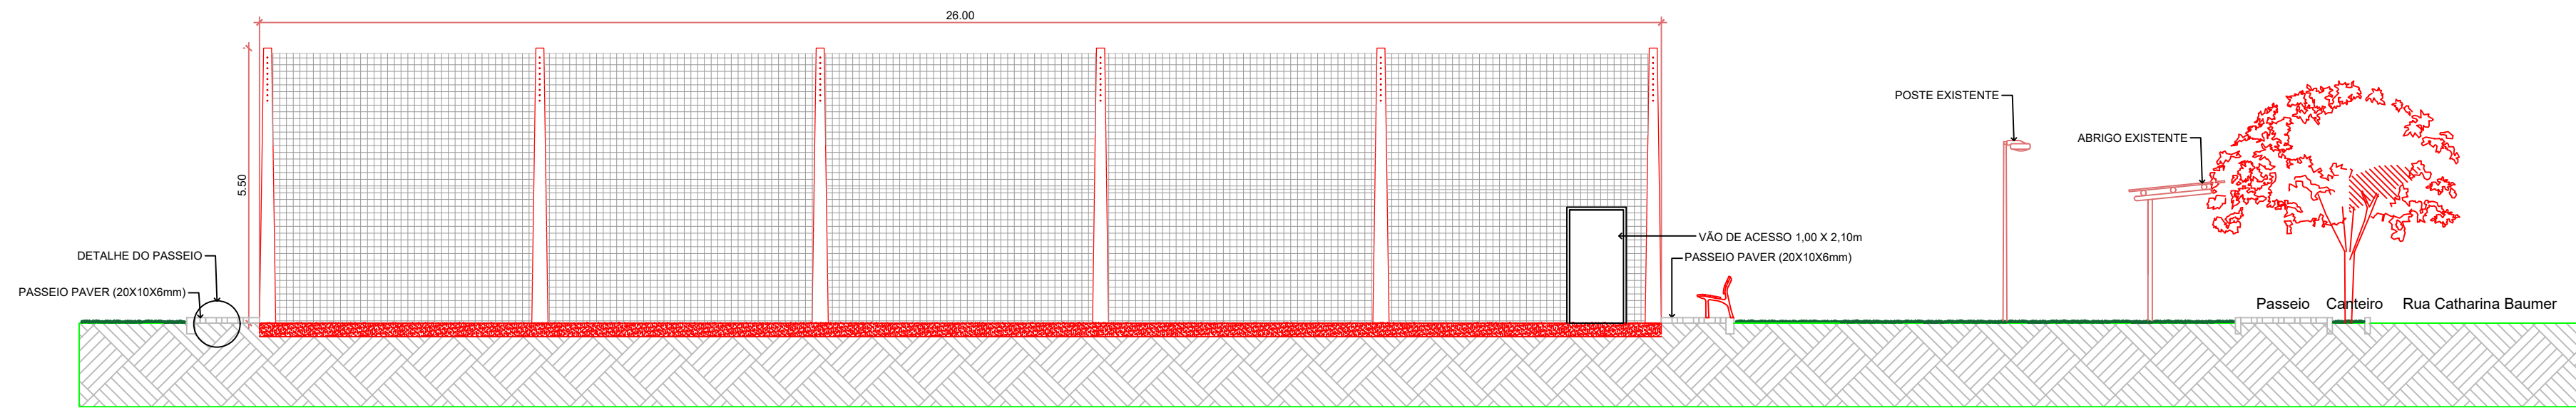 26.00
POSTE EXISTENTE
ABRIGO EXISTENTE
5.50
VÃO DE ACESSO 1,00 X 2,10m
DETALHE DO PASSEIO
PASSEIO PAVER (20X10X6mm)
PASSEIO PAVER (20X10X6mm)
Passeio Canteiro Rua Catharina Baumer